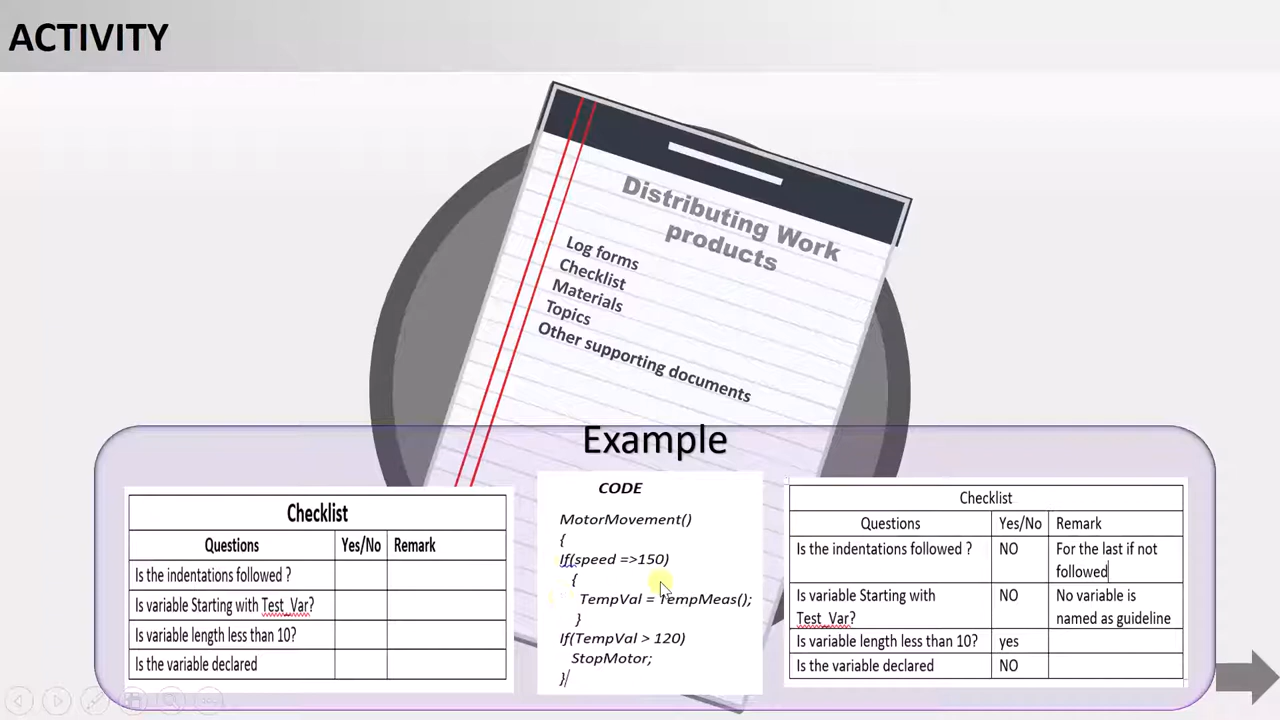 ACTIVITY
Distributing Work
products
Log forms
Checklist
Materials
Topics
Other supporting documents
Example
Checklist
Questions Yes/No Remark
Is the indentations followed ?
Is variable Starting with Test_Var?
Is variable length less than 10?
Is the variable declared
CODE
MotorMovement()
{
If(speed =>150)
{
TempVal = TempMeas();
}
If(TempVal > 120)
StopMotor;
}
Checklist
Questions Yes/No Remark
Is the indentations followed ? NO For the last if not
followed
Is variable Starting with NO No variable is
Test_Var? named as guideline
Is variable length less than 10? yes
Is the variable declared NO